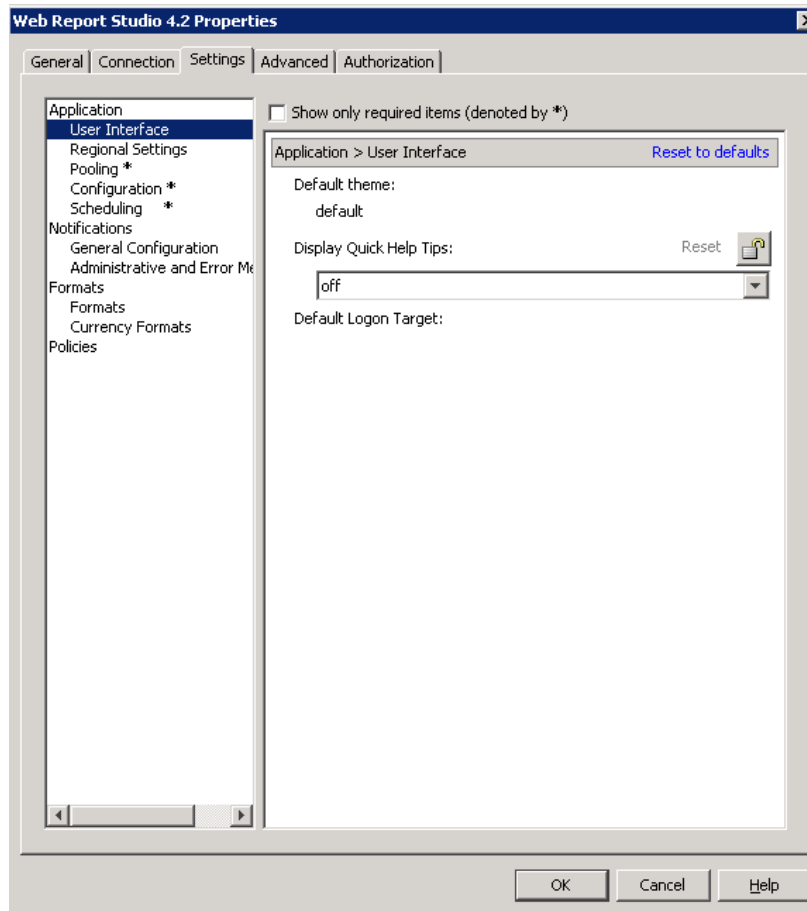 Web Report Studio 4.2 Properties
General Connection Settings Advanced Authorization
Application
User Interface
Regional Settings
Pooling *
Configuration *
Scheduling *
Notifications
General Configuration
Administrative and Error Me
Formats
Formats
Currency Formats
Policies
Show only required items (denoted by *)
Application > User Interface Reset to defaults
Default theme:
default
Display Quick Help Tips: Reset
off
Default Logon Target:
OK Cancel Help